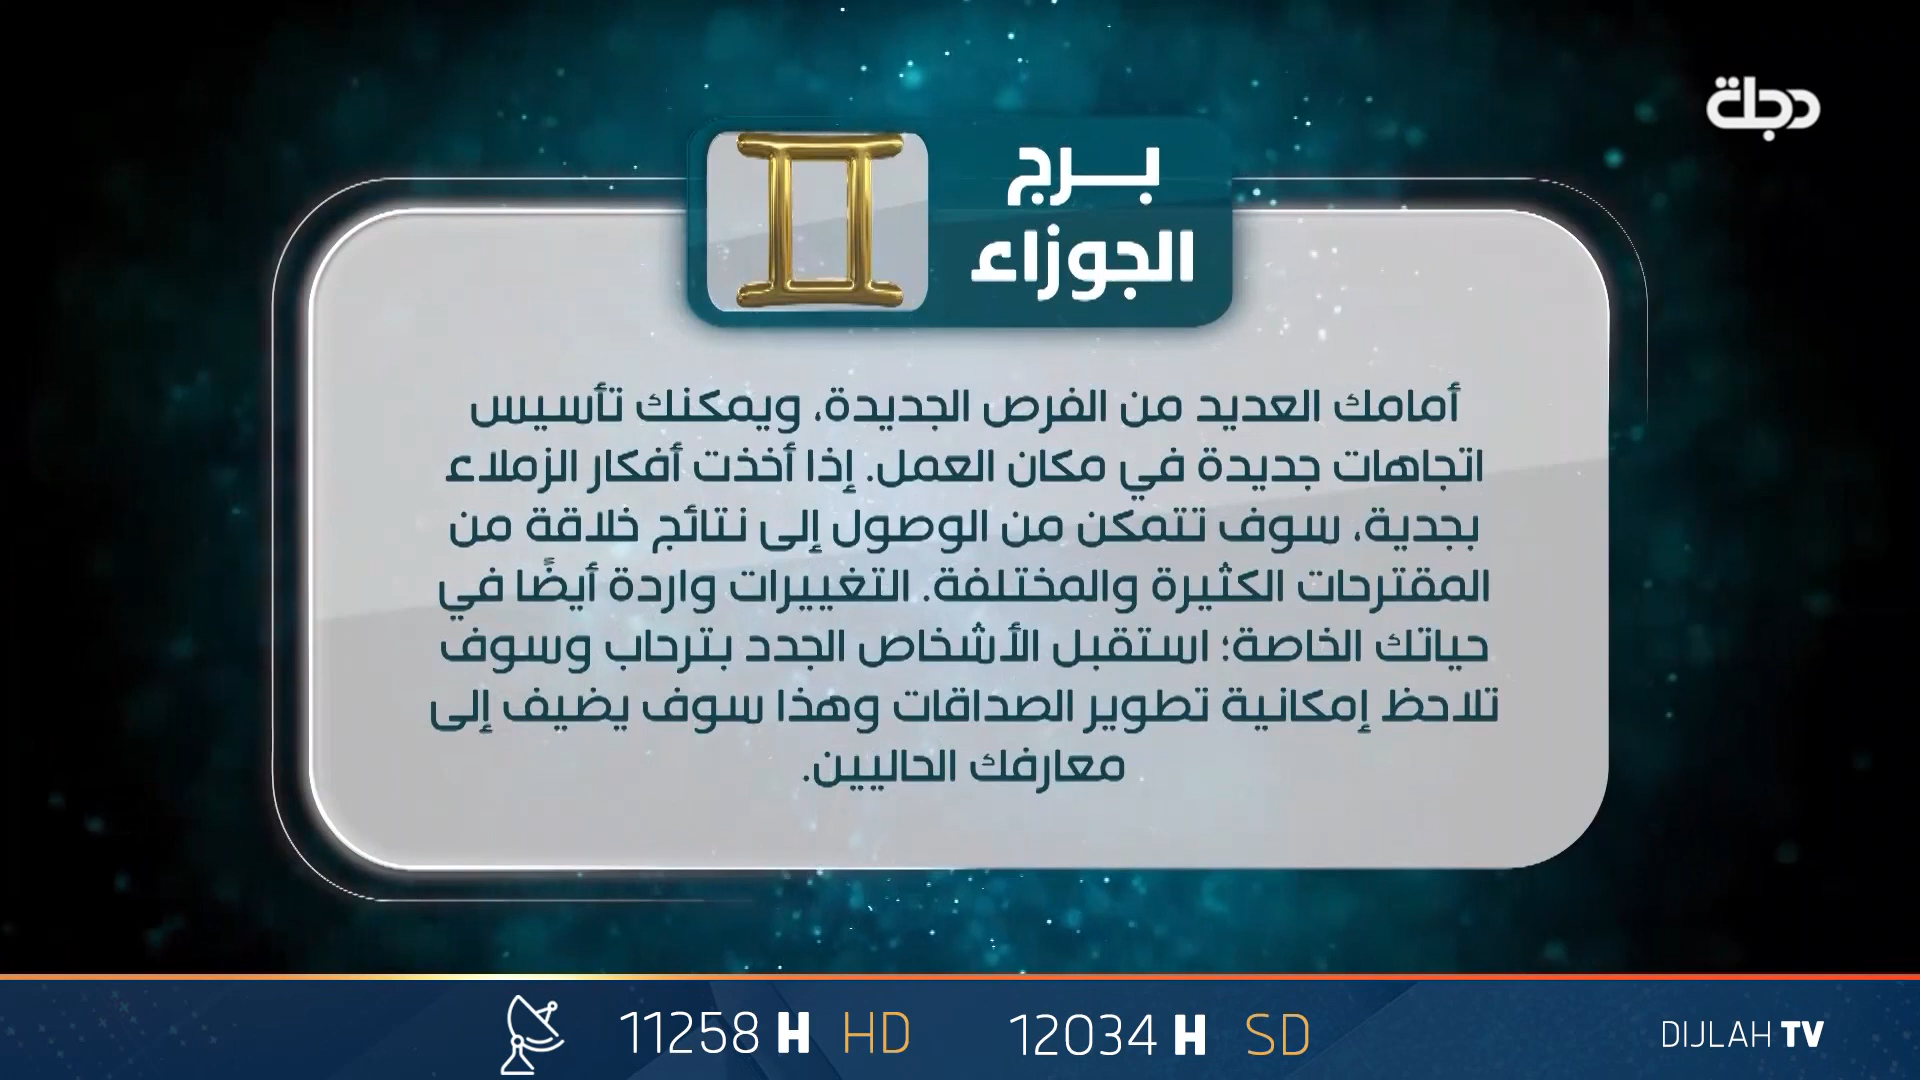 دجلة
برج
الجوزاء
أمامك العديد من الفرص الجديدة، ويمكنك تأسيس
اتجاهات جديدة في مكان العمل. إذا أخذت أفكار الزملاء
بجدية، سوف تتمكن من الوصول إلى نتائج خلاقة من
المقترحات الكثيرة والمختلفة. التغييرات واردة أيضًا في
حياتك الخاصة؛ استقبل الأشخاص الجدد بترحاب وسوف
تلاحظ إمكانية تطوير الصداقات وهذا سوف يضيف إلى
معارفك الحاليين.
11258 H HD 12034 H SD DIJLAH TV